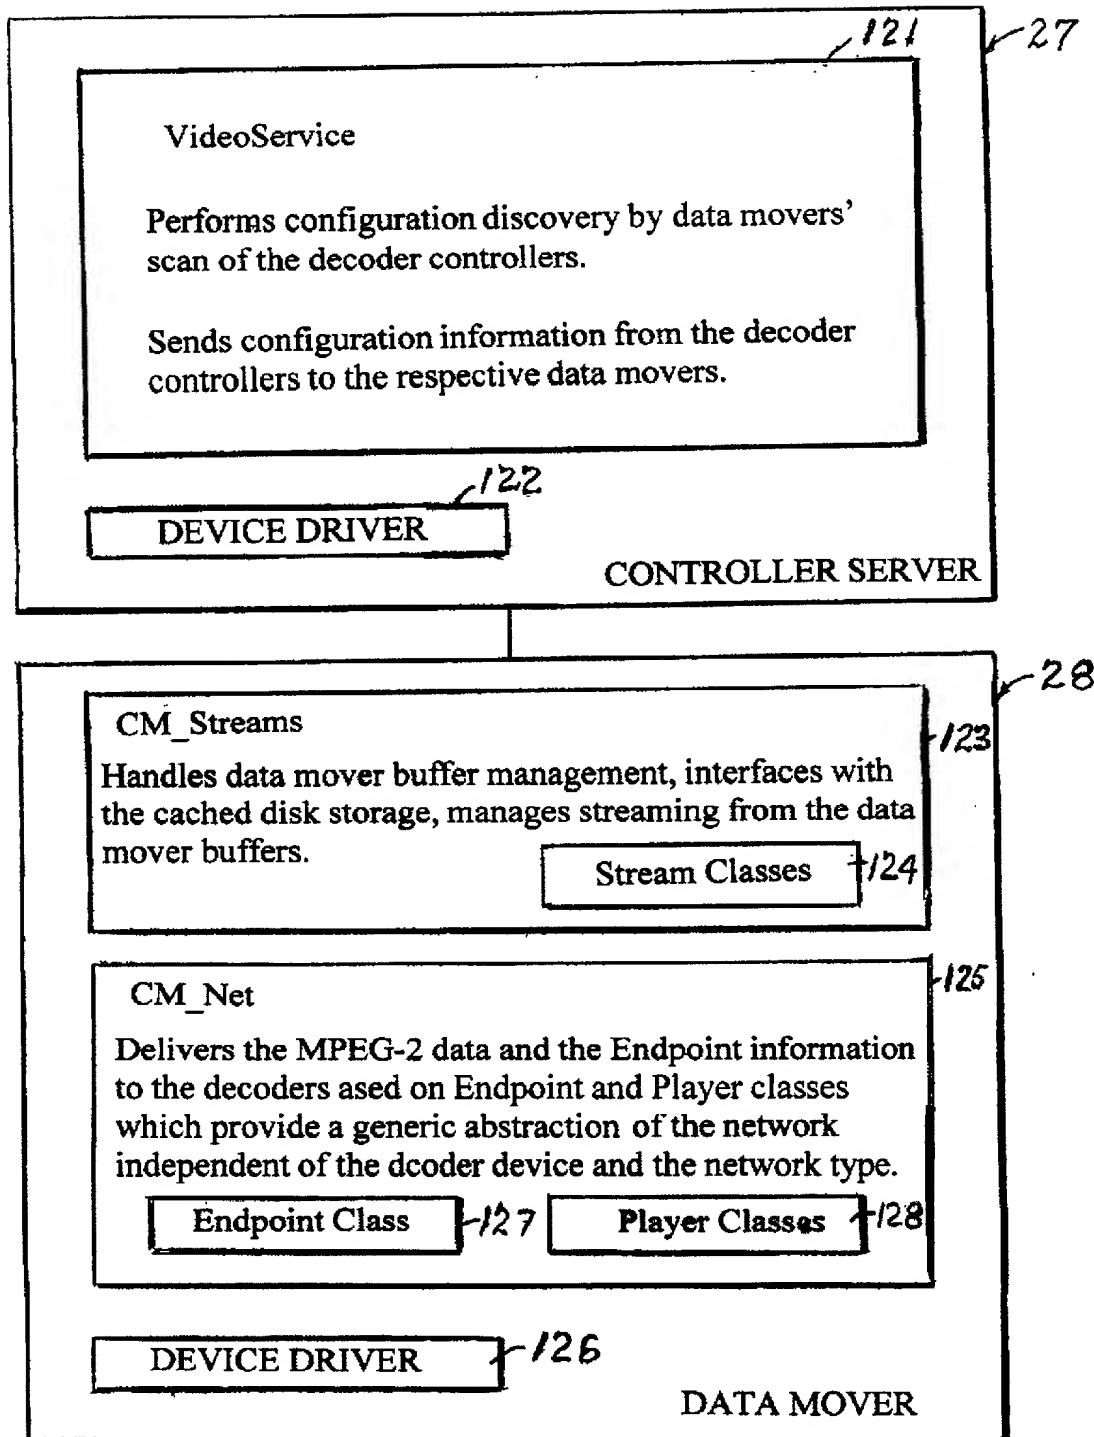 121
27
VideoService
Performs configuration discovery by data movers'
scan of the decoder controllers.
Sends configuration information from the decoder
controllers to the respective data movers.
122
DEVICE DRIVER
CONTROLLER SERVER
28
CM_Streams
123
Handles data mover buffer management, interfaces with
the cached disk storage, manages streaming from the data
mover buffers.
Stream Classes
124
CM_Net
125
Delivers the MPEG-2 data and the Endpoint information
to the decoders ased on Endpoint and Player classes
which provide a generic abstraction of the network
independent of the dcoder device and the network type.
Endpoint Class
127
Player Classes
128
DEVICE DRIVER
126
DATA MOVER